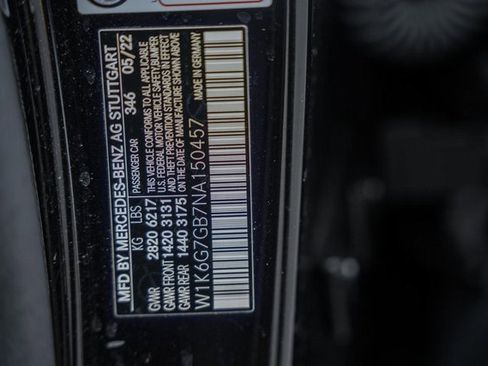 MFD BY MERCEDES-BENZ AG STUTTGART
PASSENGER CAR 346 05/22
KG LBS
GVWR 2820 6217
GAWR FRONT 1420 3131
GAWR REAR 1440 3175
THIS VEHICLE CONFORMS TO ALL APPLICABLE
U.S. FEDERAL MOTOR VEHICLE SAFETY, BUMPER
AND THEFT PREVENTION STANDARDS IN EFFECT
ON THE DATE OF MANUFACTURE SHOWN ABOVE
MADE IN GERMANY
W1K6G7GB7NA150457